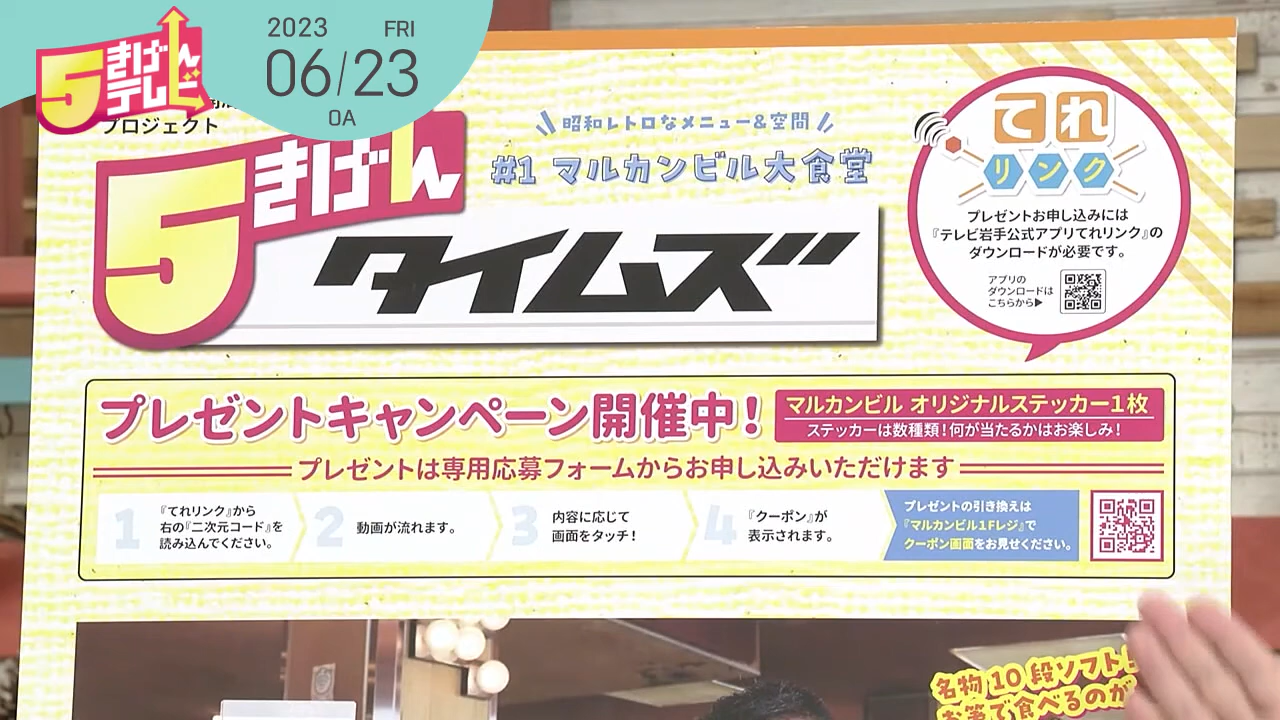 5きげんテレビ
2023 FRI
06/23
OA
プロジェクト
5きげん
タイムズ
昭和レトロなメニュー&空間
#1 マルカンビル大食堂
てれ
リンク
プレゼントお申し込みには
『テレビ岩手公式アプリてれリンク』の
ダウンロードが必要です。
アプリの
ダウンロードは
こちらから▶
プレゼントキャンペーン開催中!
マルカンビル オリジナルステッカー1枚
ステッカーは数種類!何が当たるかはお楽しみ!
プレゼントは専用応募フォームからお申し込みいただけます
1 『てれリンク』から
右の『二次元コード』を
読み込んでください。
2 動画が流れます。
3 内容に応じて
画面をタッチ!
4 『クーポン』が
表示されます。
プレゼントの引き換えは
『マルカンビル1Fレジ』で
クーポン画面をお見せください。
名物10段ソフト
お箸で食べるのが